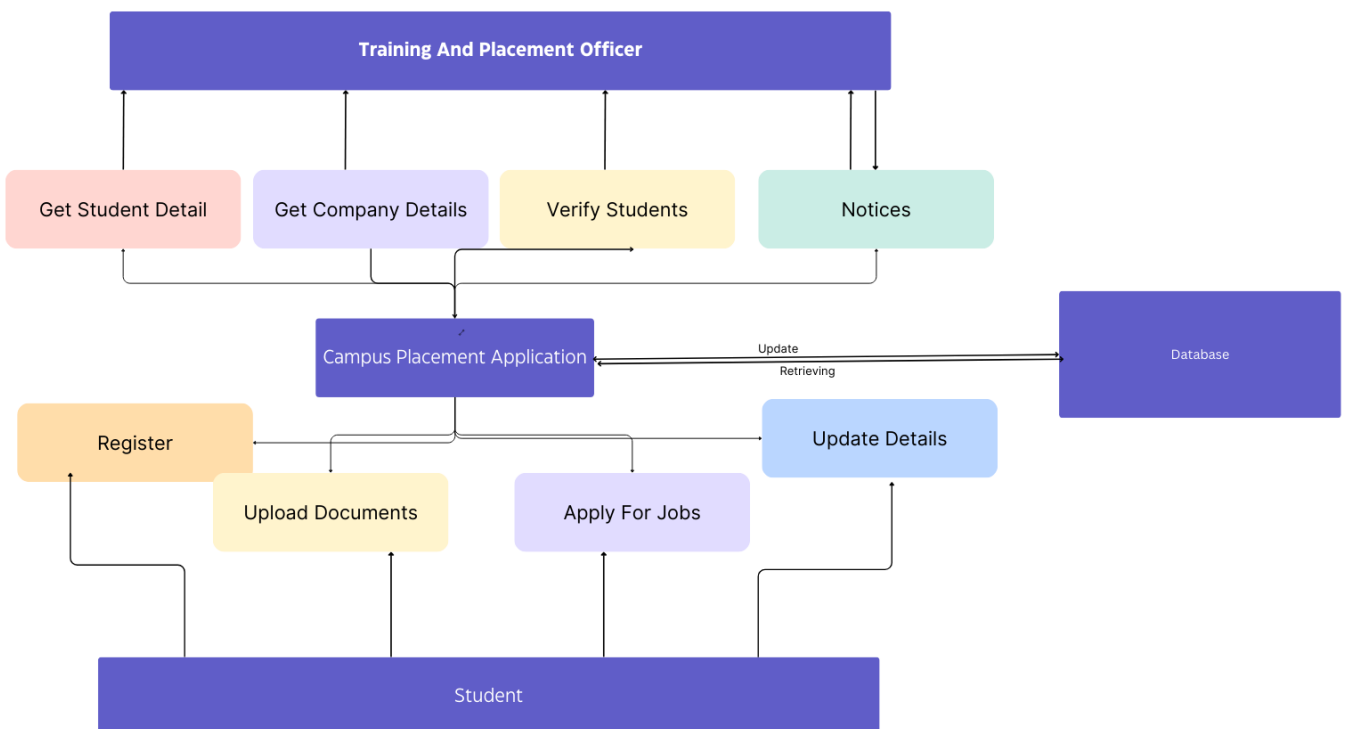 Training And Placement Officer
Get Student Detail
Get Company Details
Verify Students
Notices
Campus Placement Application
Update
Retrieving
Database
Register
Update Details
Upload Documents
Apply For Jobs
Student